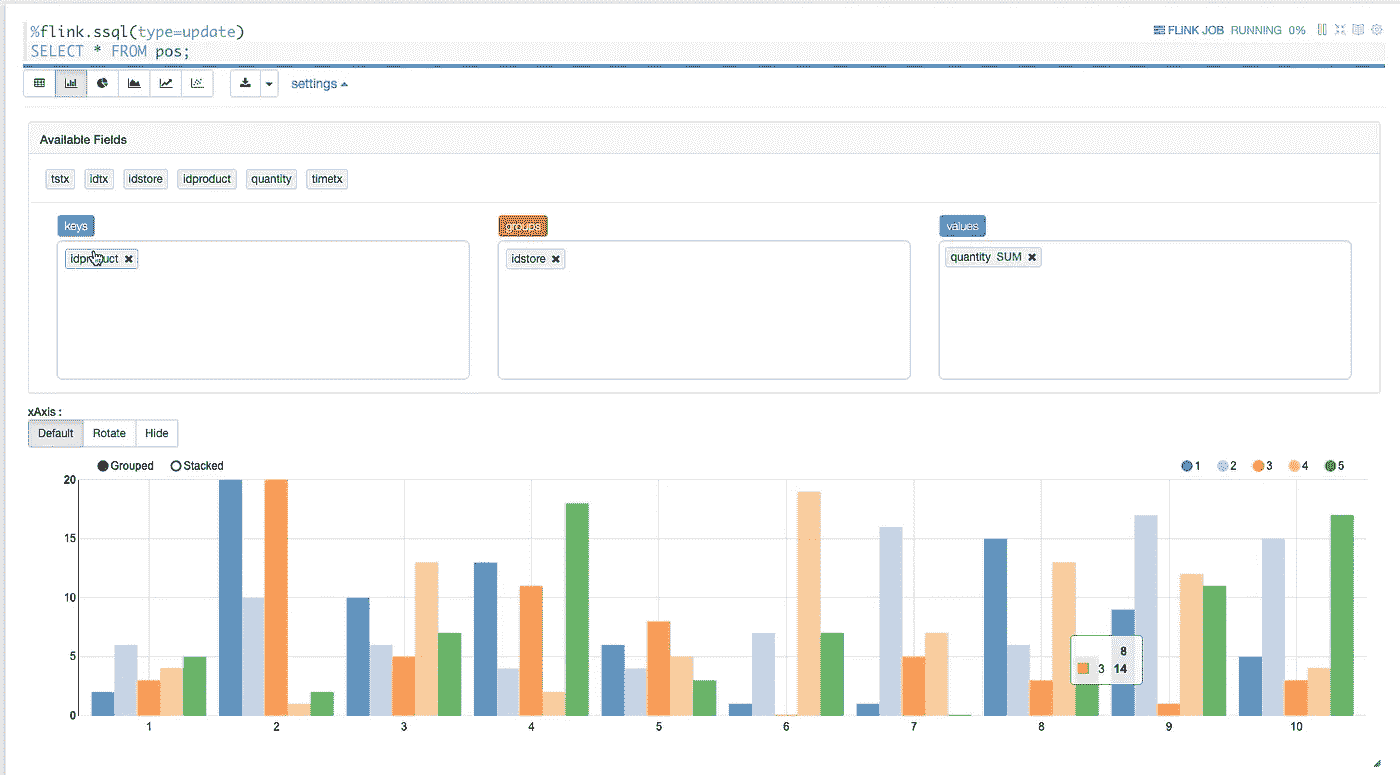 %flink.ssql(type=update)
FLINK JOB RUNNING 0%
SELECT * FROM pos;
settings
Available Fields
tstx idtx idstore idproduct quantity timetx
keys groups values
idproduct idstore quantity SUM
xAxis :
Default Rotate Hide
Grouped Stacked 1 2 3 4 5
20
15
10
5
8
3 14
0
1 2 3 4 5 6 7 8 9 10